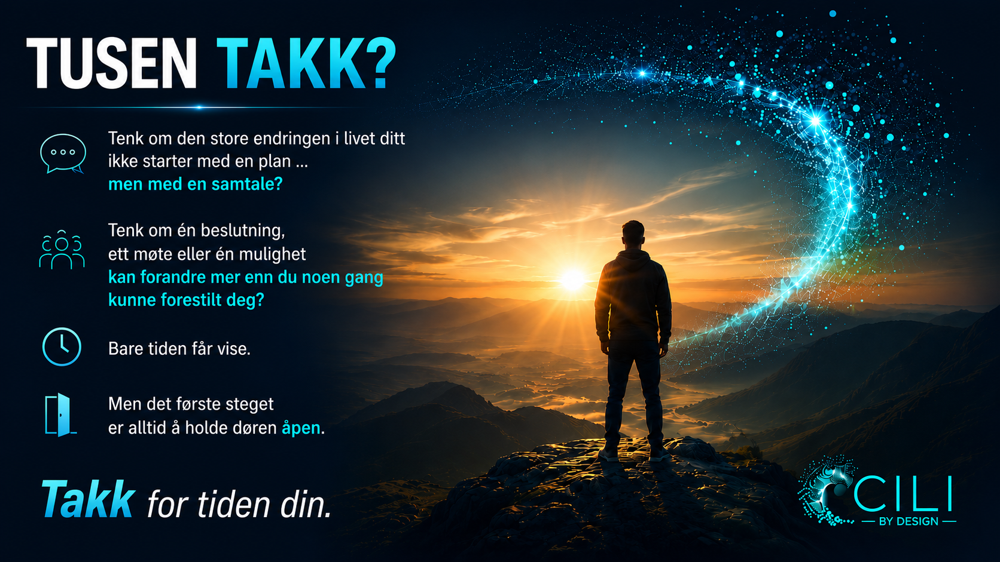 TUSEN TAKK?
Tenk om den store endringen i livet ditt
ikke starter med en plan ...
men med en samtale?
Tenk om én beslutning,
ett møte eller én mulighet
kan forandre mer enn du noen gang
kunne forestilt deg?
Bare tiden får vise.
Men det første steget
er alltid å holde døren åpen.
Takk for tiden din.
CILI
BY DESIGN